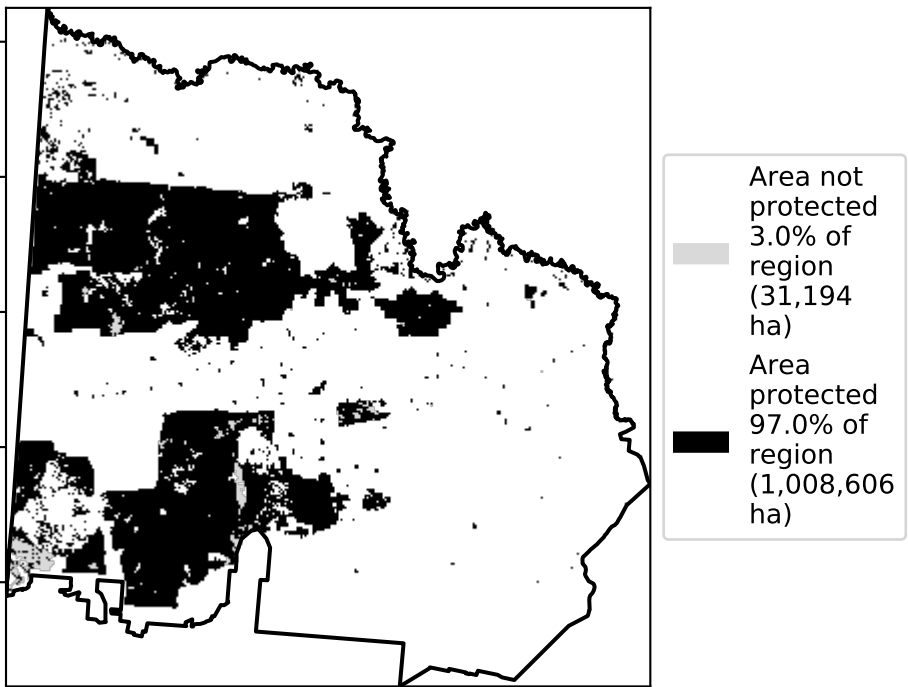 Area not
protected
3.0% of
region
(31,194
ha)
Area
protected
97.0% of
region
(1,008,606
ha)